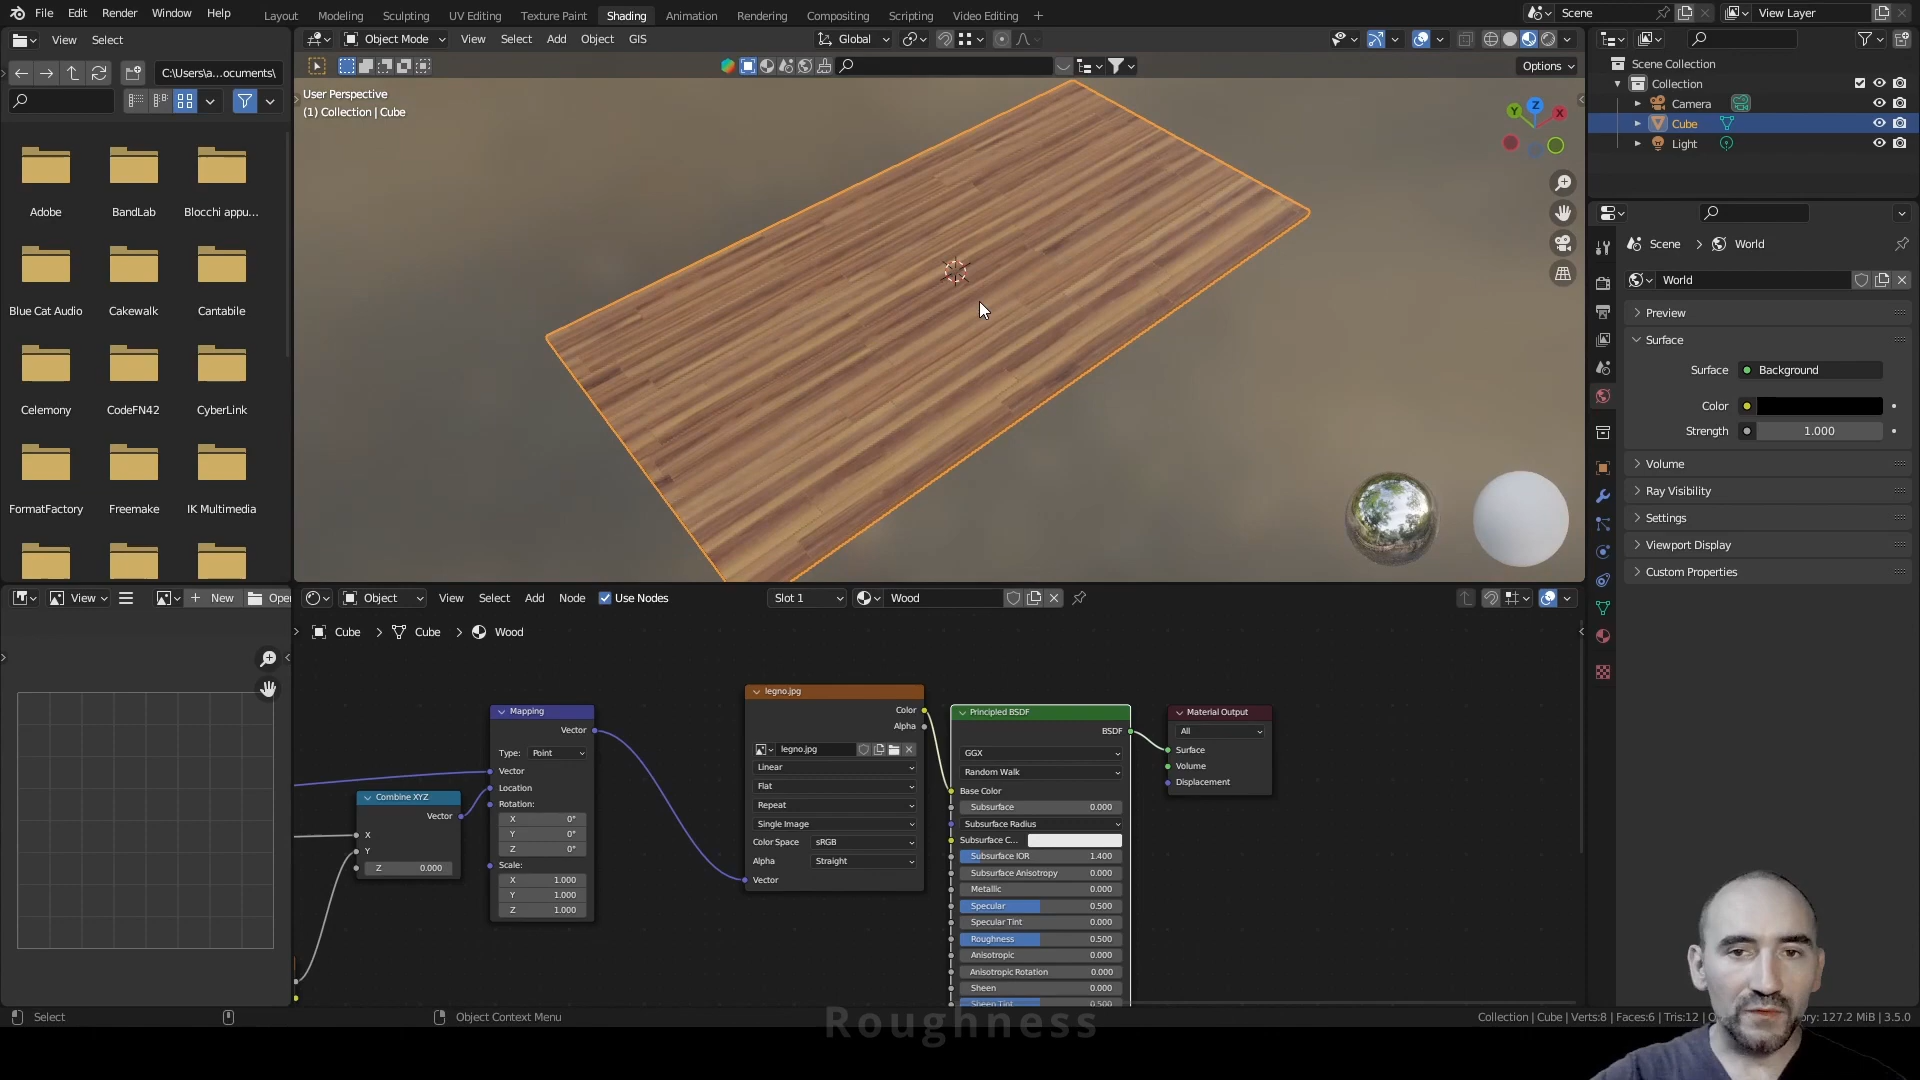 File Edit Render Window Help Layout Modeling Sculpting UV Editing Texture Paint Shading Animation Rendering Compositing Scripting Video Editing + Scene View Layer
View Select Object Mode View Select Add Object GIS Global
C:\Users\a...ocuments\ Options
User Perspective
(1) Collection | Cube
Scene Collection
Collection
Camera
Cube
Light
Y Z X
Adobe BandLab Blocchi appu...
Blue Cat Audio Cakewalk Cantabile
Celemony CodeFN42 CyberLink
FormatFactory Freemake IK Multimedia
Scene > World
World
Preview
Surface
Surface Background
Color
Strength 1.000
Volume
Ray Visibility
Settings
Viewport Display
Custom Properties
View + New Open
Object View Select Add Node Use Nodes Slot 1 Wood
Cube > Cube > Wood
Combine XYZ
Vector
X
Y
Z 0.000
Mapping
Vector
Type: Point
Vector
Location
Rotation:
X 0°
Y 0°
Z 0°
Scale:
X 1.000
Y 1.000
Z 1.000
legno.jpg
Color
Alpha
legno.jpg
Linear
Flat
Repeat
Single Image
Color Space sRGB
Alpha Straight
Vector
Principled BSDF
BSDF
GGX
Random Walk
Base Color
Subsurface 0.000
Subsurface Radius
Subsurface C...
Subsurface IOR 1.400
Subsurface Anisotropy 0.000
Metallic 0.000
Specular 0.500
Specular Tint 0.000
Roughness 0.500
Anisotropic 0.000
Anisotropic Rotation 0.000
Sheen 0.000
Sheen Tint 0.500
Material Output
All
Surface
Volume
Displacement
Select Object Context Menu
Collection | Cube | Verts:8 | Faces:6 | Tris:12 | O
ory: 127.2 MiB | 3.5.0
Roughness